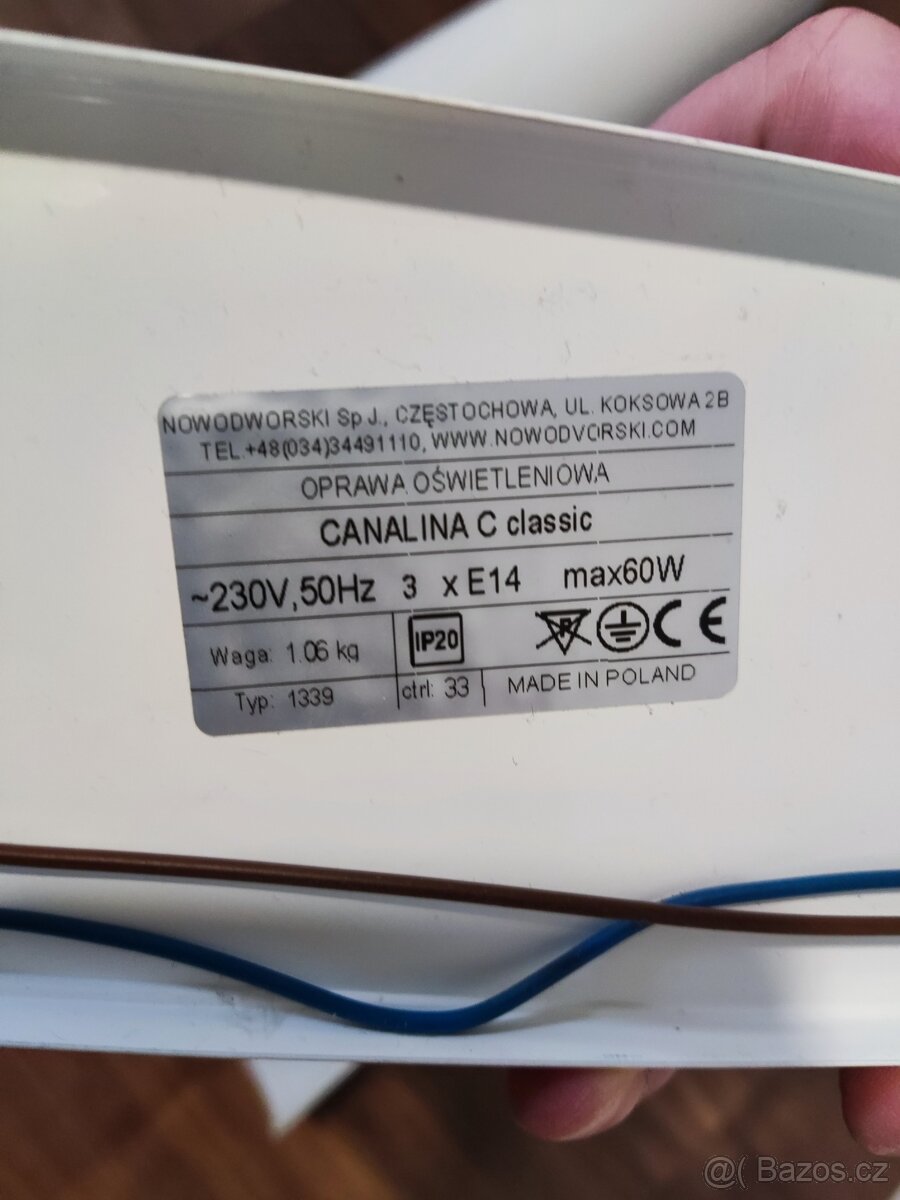 NOWODWORSKI Sp J., CZĘSTOCHOWA, UL. KOKSOWA 2B
TEL.+48(034)34491110, WWW.NOWODVORSKI.COM
OPRAWA OŚWIETLENIOWA
CANALINA C classic
~230V,50Hz 3 x E14 max60W
Waga: 1.06 kg IP20 F CE
Typ: 1339 ctrl: 33 MADE IN POLAND
@( Bazos.cz